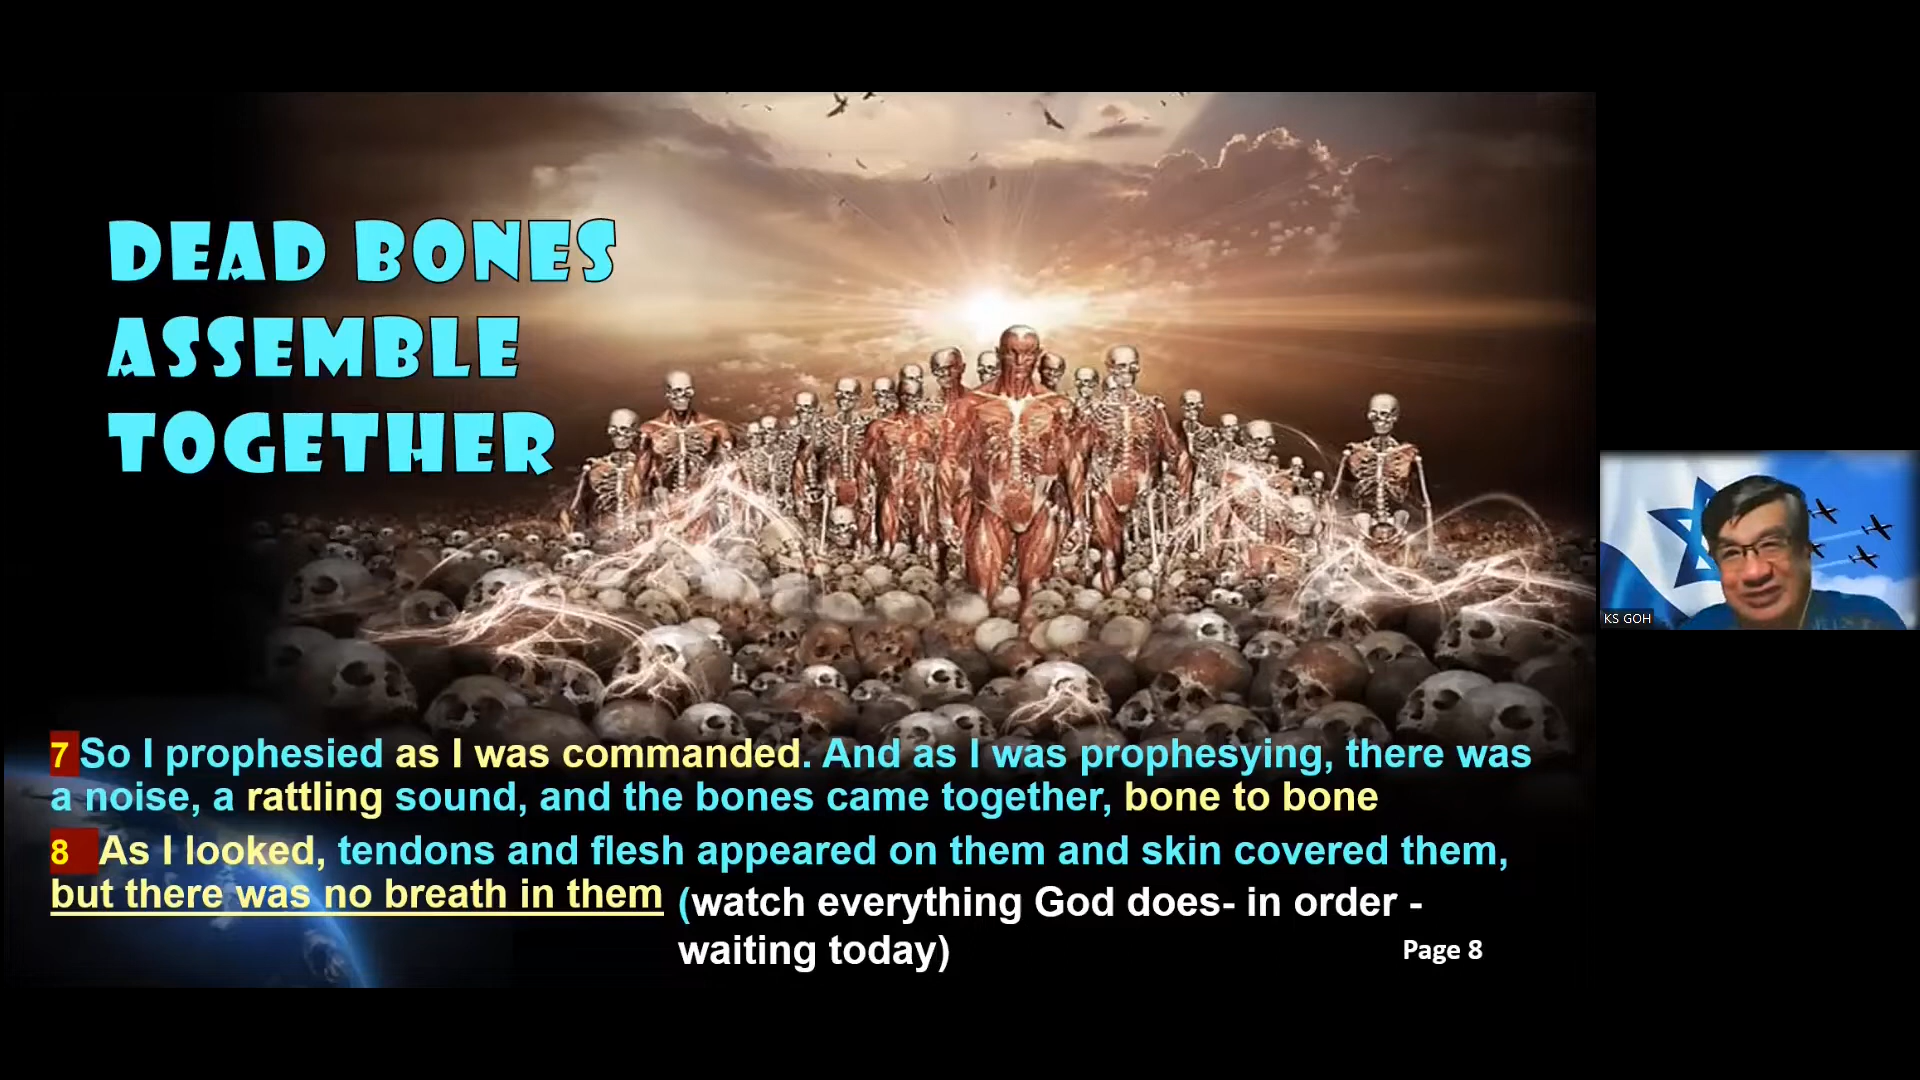 DEAD BONES
ASSEMBLE
TOGETHER
7 So I prophesied as I was commanded. And as I was prophesying, there was
a noise, a rattling sound, and the bones came together, bone to bone
8 As I looked, tendons and flesh appeared on them and skin covered them,
but there was no breath in them (watch everything God does- in order -
waiting today)
Page 8
KS GOH